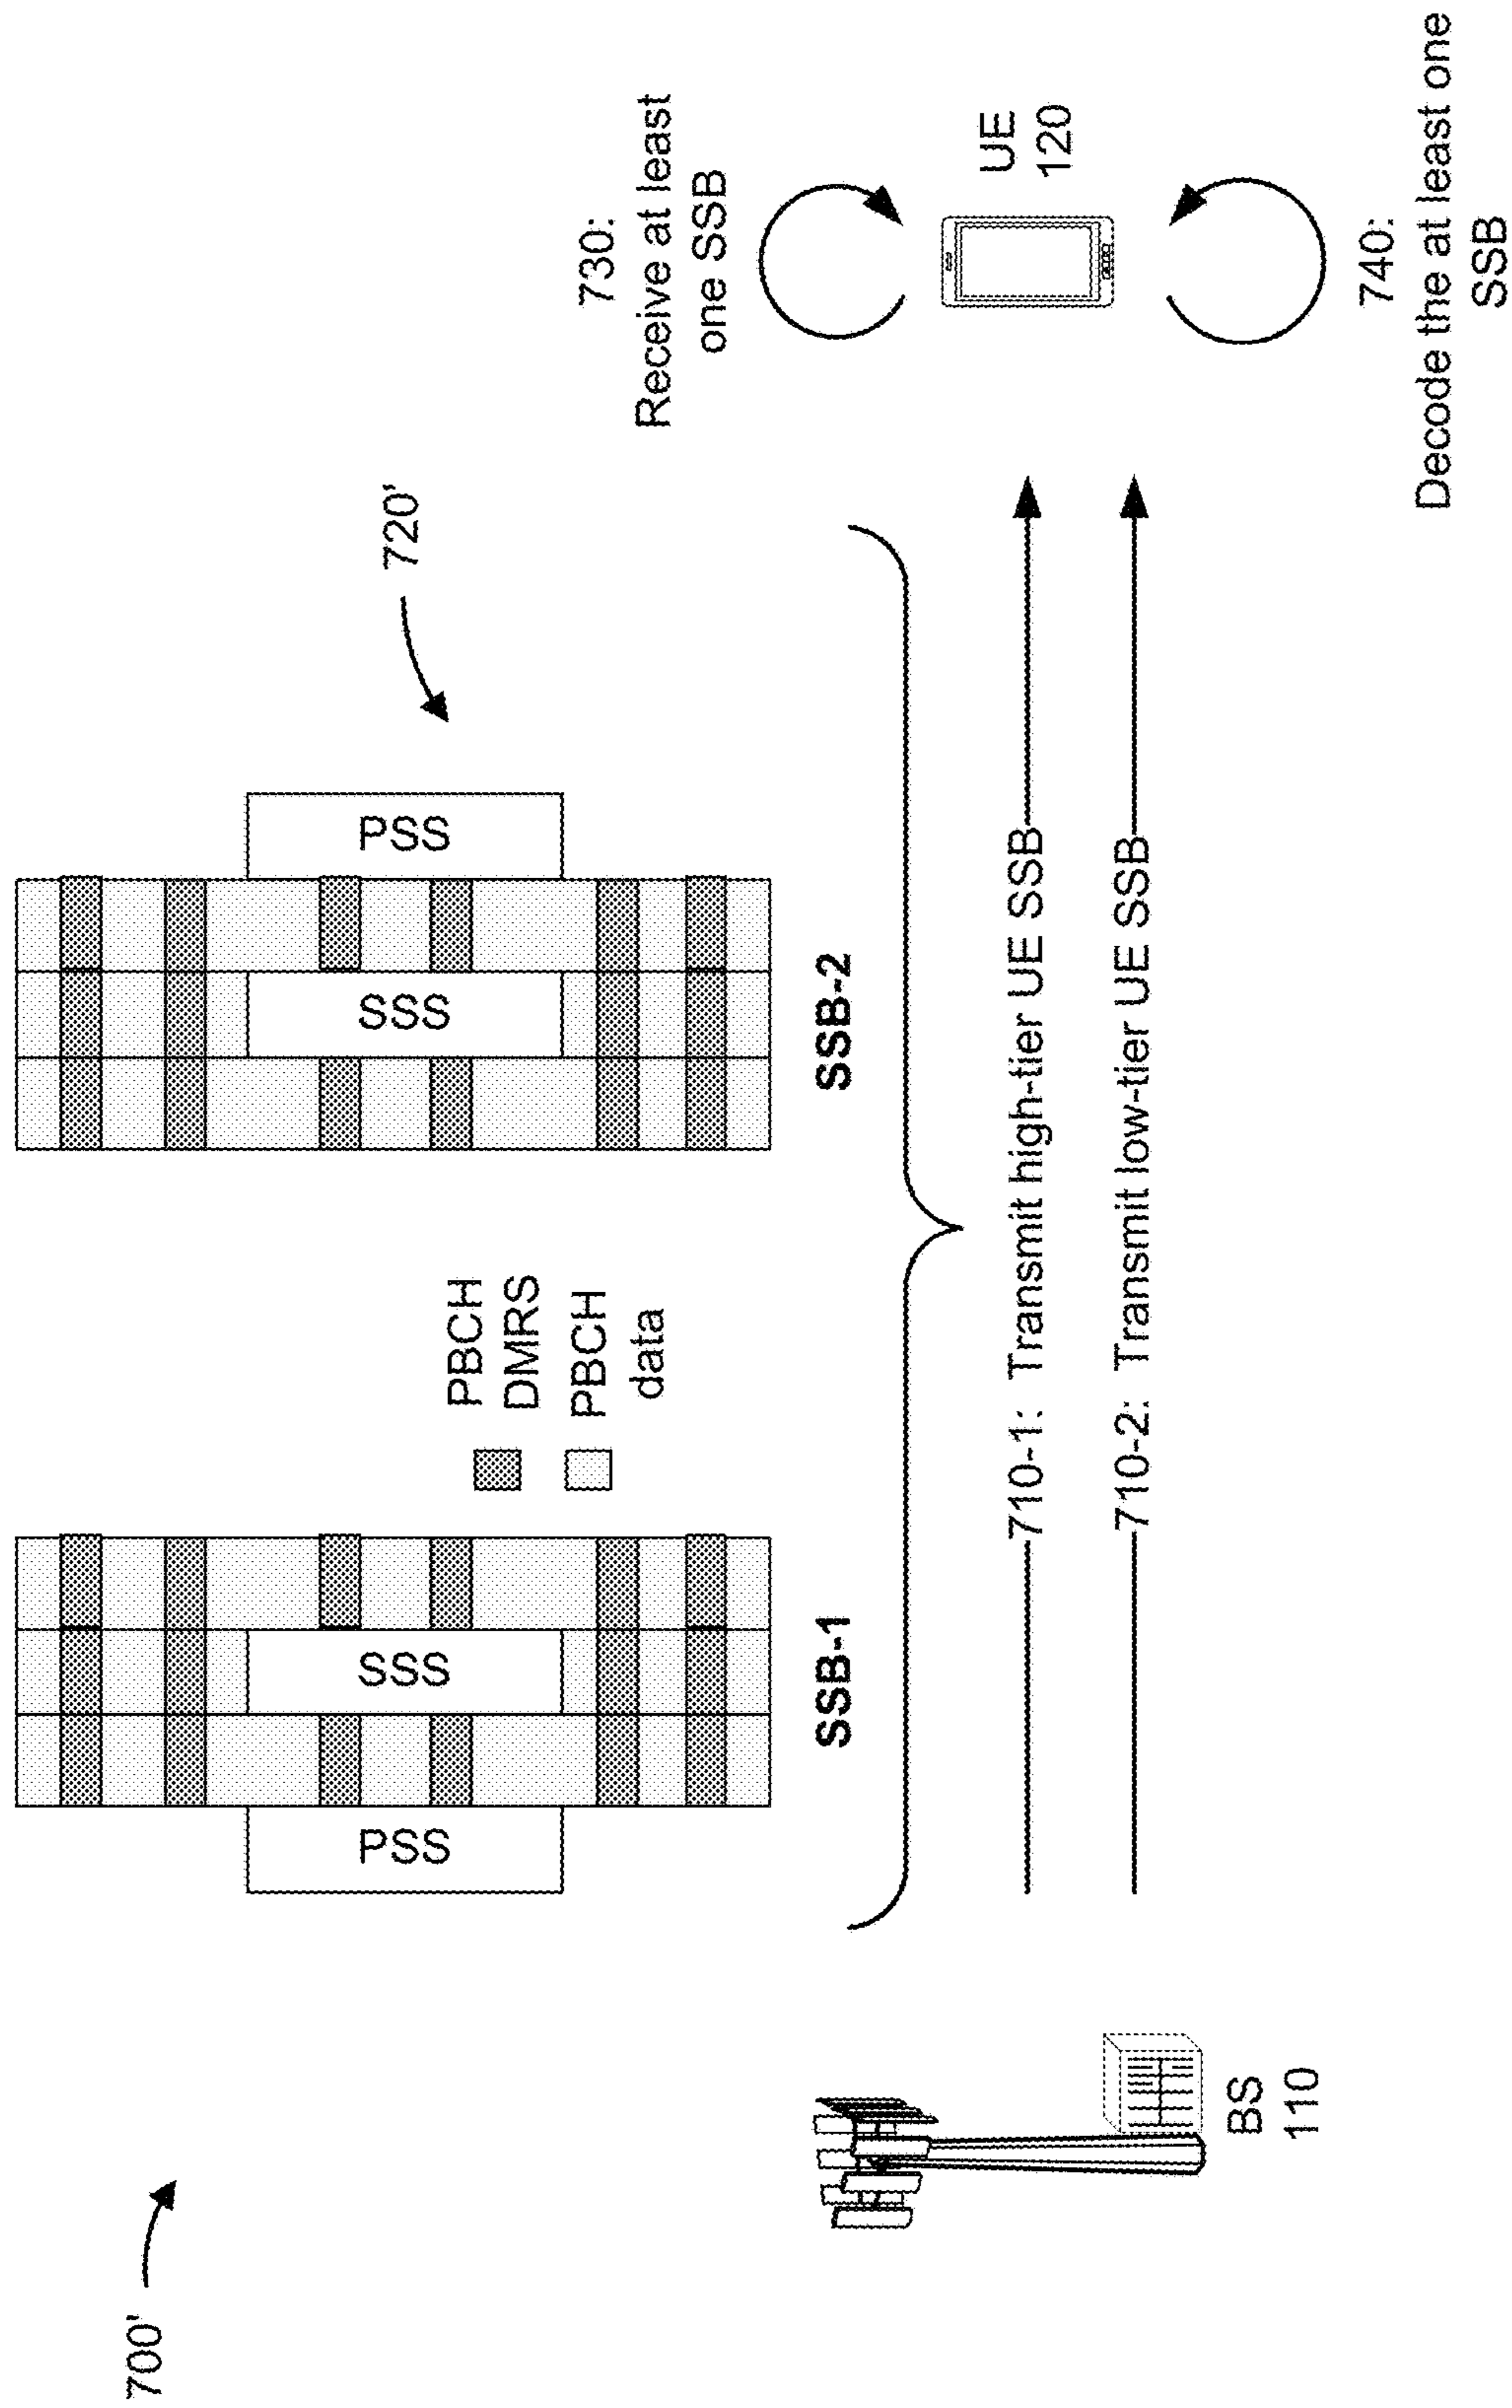 700'
720'
PSS
SSS
SSB-1
PBCH
DMRS
PBCH
data
SSS
PSS
SSB-2
710-1: Transmit high-tier UE SSB
710-2: Transmit low-tier UE SSB
BS
110
730:
Receive at least
one SSB
UE
120
740:
Decode the at least one
SSB